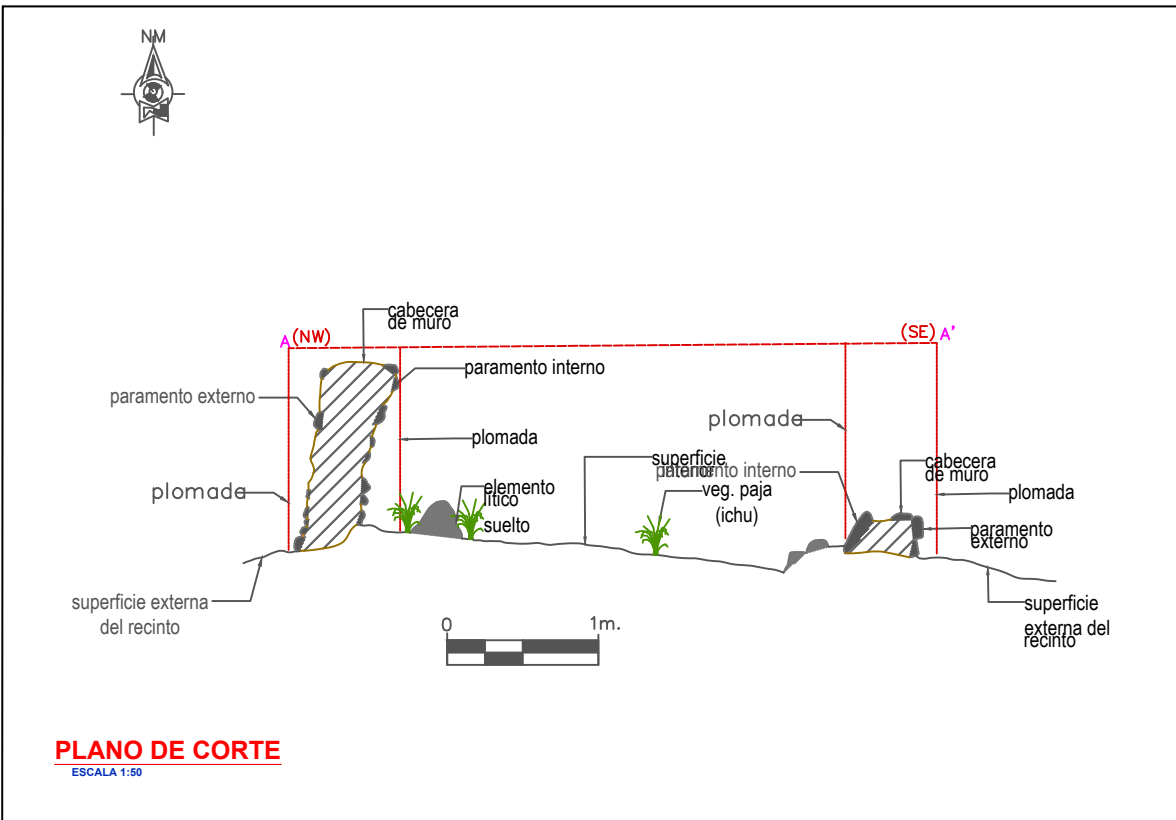 NM
cabecera
de muro
A (NW)
(SE) A'
paramento interno
paramento externo
plomada
plomada
superficie
interior
paramento interno
cabecera
de muro
plomada
elemento
lítico
suelto
veg. paja
(ichu)
plomada
paramento
externo
superficie externa
del recinto
superficie
externa del
recinto
0 1m.
PLANO DE CORTE
ESCALA 1:50